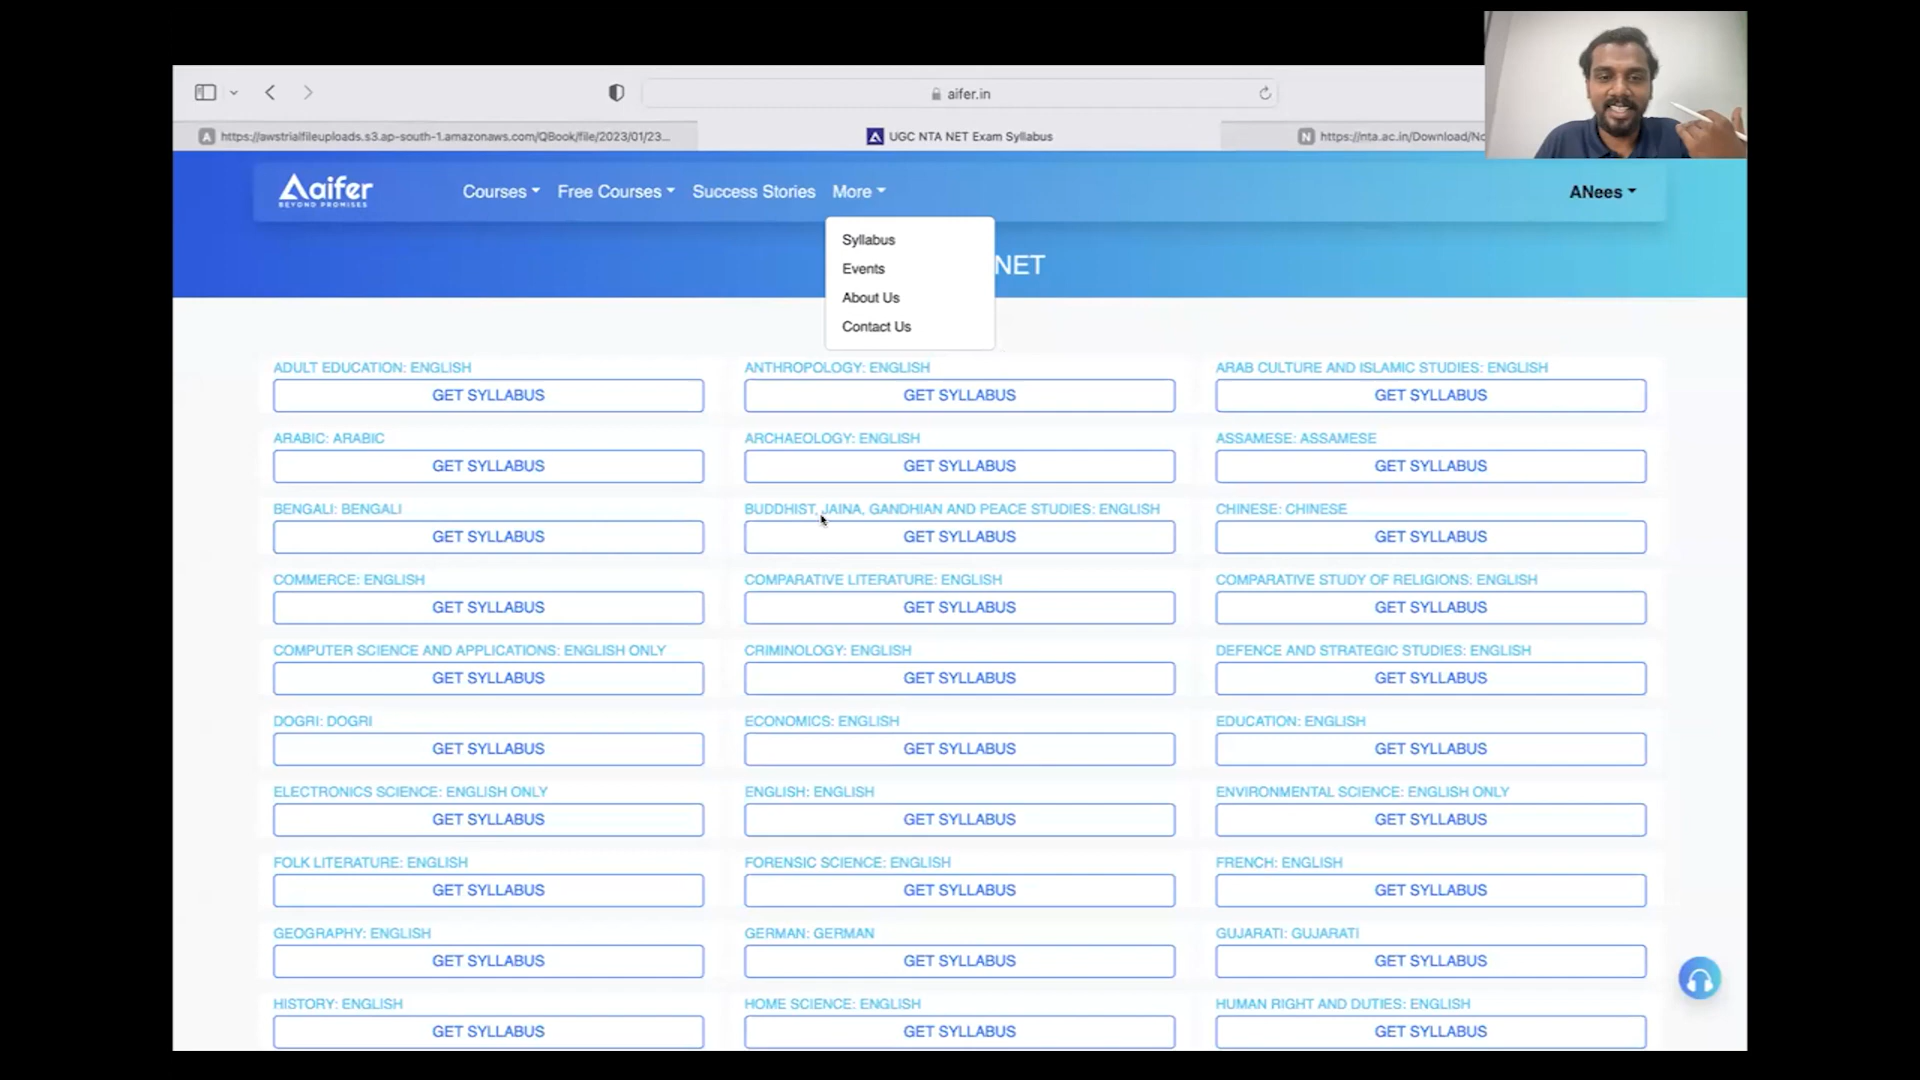 aifer.in
https://awstrialfileuploads.s3.ap-south-1.amazonaws.com/QBook/file/2023/01/23...
UGC NTA NET Exam Syllabus
https://nta.ac.in/Download/No
aifer
BEYOND PROMISES
Courses
Free Courses
Success Stories
More
ANees
Syllabus
Events
About Us
Contact Us
NET
ADULT EDUCATION: ENGLISH
GET SYLLABUS
ANTHROPOLOGY: ENGLISH
GET SYLLABUS
ARAB CULTURE AND ISLAMIC STUDIES: ENGLISH
GET SYLLABUS
ARABIC: ARABIC
GET SYLLABUS
ARCHAEOLOGY: ENGLISH
GET SYLLABUS
ASSAMESE: ASSAMESE
GET SYLLABUS
BENGALI: BENGALI
GET SYLLABUS
BUDDHIST, JAINA, GANDHIAN AND PEACE STUDIES: ENGLISH
GET SYLLABUS
CHINESE: CHINESE
GET SYLLABUS
COMMERCE: ENGLISH
GET SYLLABUS
COMPARATIVE LITERATURE: ENGLISH
GET SYLLABUS
COMPARATIVE STUDY OF RELIGIONS: ENGLISH
GET SYLLABUS
COMPUTER SCIENCE AND APPLICATIONS: ENGLISH ONLY
GET SYLLABUS
CRIMINOLOGY: ENGLISH
GET SYLLABUS
DEFENCE AND STRATEGIC STUDIES: ENGLISH
GET SYLLABUS
DOGRI: DOGRI
GET SYLLABUS
ECONOMICS: ENGLISH
GET SYLLABUS
EDUCATION: ENGLISH
GET SYLLABUS
ELECTRONICS SCIENCE: ENGLISH ONLY
GET SYLLABUS
ENGLISH: ENGLISH
GET SYLLABUS
ENVIRONMENTAL SCIENCE: ENGLISH ONLY
GET SYLLABUS
FOLK LITERATURE: ENGLISH
GET SYLLABUS
FORENSIC SCIENCE: ENGLISH
GET SYLLABUS
FRENCH: ENGLISH
GET SYLLABUS
GEOGRAPHY: ENGLISH
GET SYLLABUS
GERMAN: GERMAN
GET SYLLABUS
GUJARATI: GUJARATI
GET SYLLABUS
HISTORY: ENGLISH
GET SYLLABUS
HOME SCIENCE: ENGLISH
GET SYLLABUS
HUMAN RIGHT AND DUTIES: ENGLISH
GET SYLLABUS